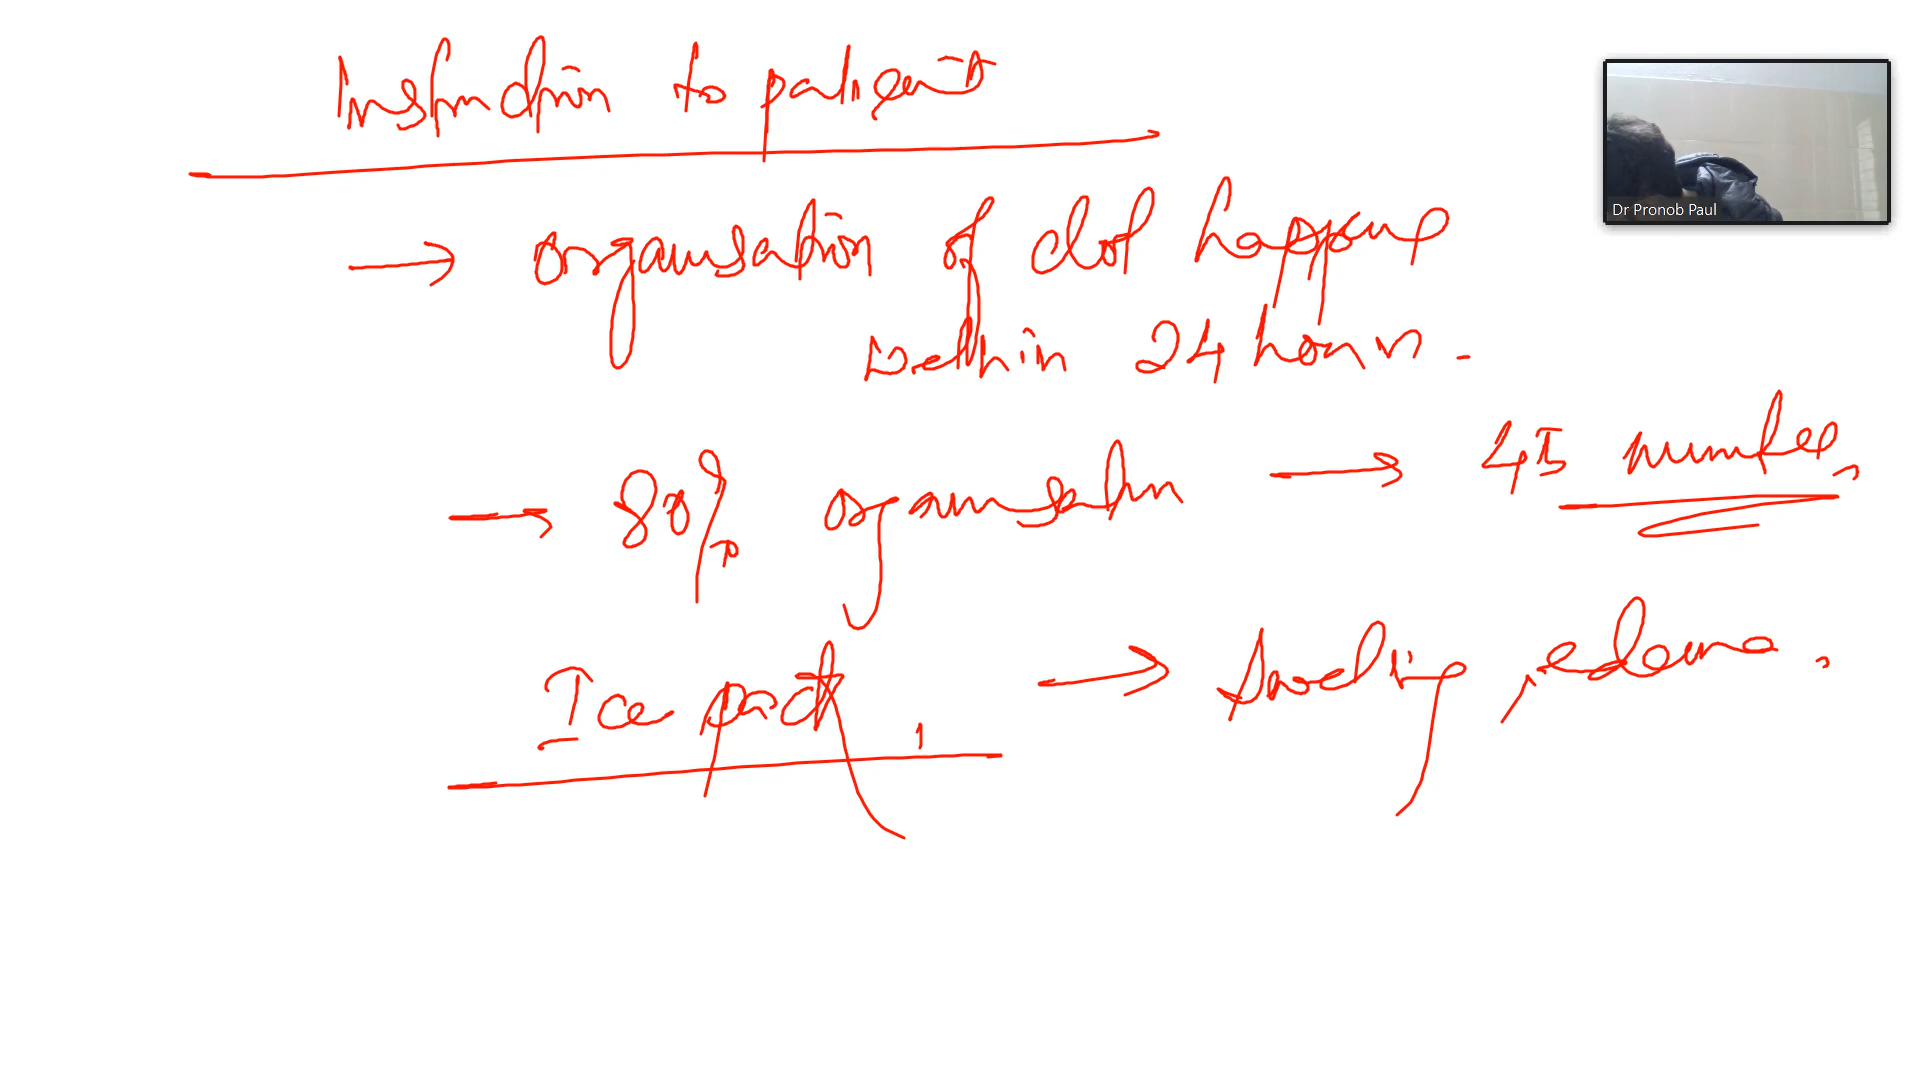 Instruction to patient
Dr Pronob Paul
→ organisation of clot happens
within 24 hours.
→ 80% organisation → 45 minutes,
Ice pack, → swelling, edema,